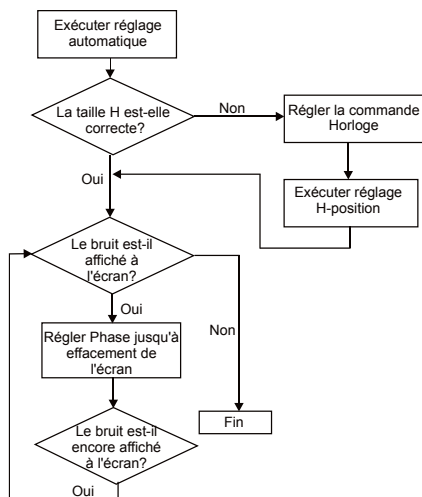 Exécuter réglage
automatique
La taille H est-elle
correcte?
Non
Régler la commande
Horloge
Oui
Exécuter réglage
H-position
Le bruit est-il
affiché à
l'écran?
Oui
Non
Régler Phase jusqu'à
effacement de
l'écran
Fin
Le bruit est-il
encore affiché
à l'écran?
Oui